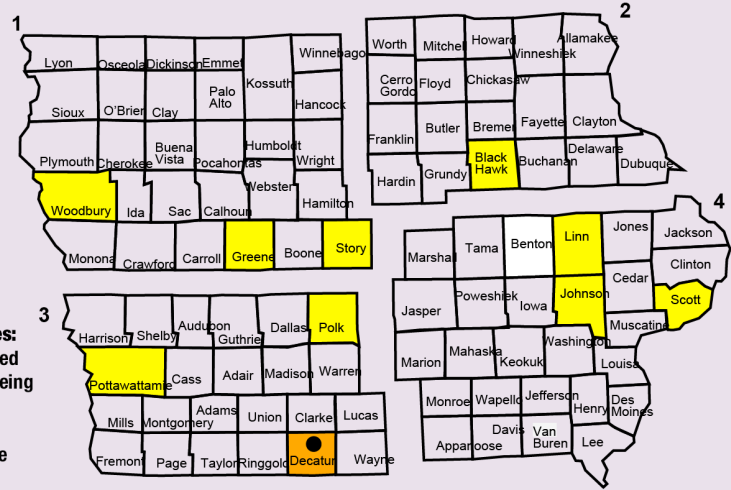 1
Lyon Osceola Dickinson Emmet Winnebago
Kossuth
Sioux O'Brien Clay Palo
Alto Hancock
Plymouth Cherokee Buena
Vista Pocahontas Humboldt Wright
Woodbury Ida Sac Calhoun Webster Hamilton
Monona Crawford Carroll Greene Boone Story
2
Worth Mitchel Howard Winneshiek Allamakee
Cerro
Gordo Floyd Chickasaw
Franklin Butler Bremer Fayette Clayton
Hardin Grundy Black
Hawk Buchanan Delaware Dubuque
3
Harrison Shelby Audubon Guthrie Dallas Polk
Pottawattamie Cass Adair Madison Warren
Mills Montgomery Adams Union Clarke Lucas
Fremont Page Taylor Ringgold Decatur Wayne
4
Marshal Tama Benton Linn Jones Jackson
Clinton
Jasper Poweshiek Iowa Johnson Cedar Scott
Muscatine
Marion Mahaska Keokuk Washington Louisa
Monroe Wapello Jefferson Henry Des
Moines
Appanoose Davis Van
Buren Lee
es:
ed
eing
e